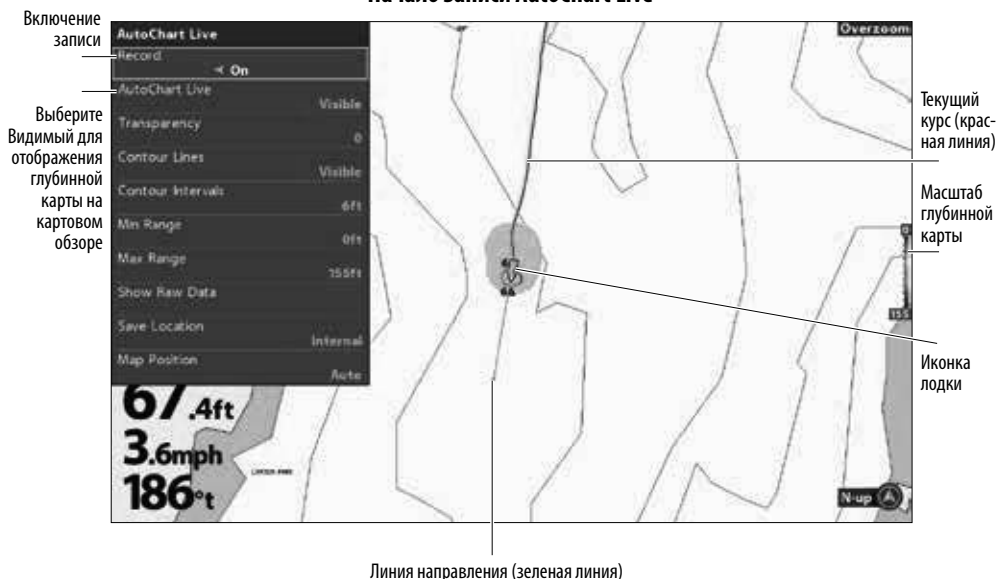 Начало записи AutoChart Live
Включение
записи
Выберите
Видимый для
отображения
глубинной
карты на
картовом
обзоре
AutoChart Live
Record
On
AutoChart Live
Visible
Transparency
0
Contour Lines
Visible
Contour Intervals
6ft
Min Range
0ft
Max Range
155ft
Show Raw Data
Save Location
Internal
Map Position
Auto
67.4ft
3.6mph
186°t
Overzoom
0
155
N-up
Текущий
курс (крас-
ная линия)
Масштаб
глубинной
карты
Иконка
лодки
Линия направления (зеленая линия)